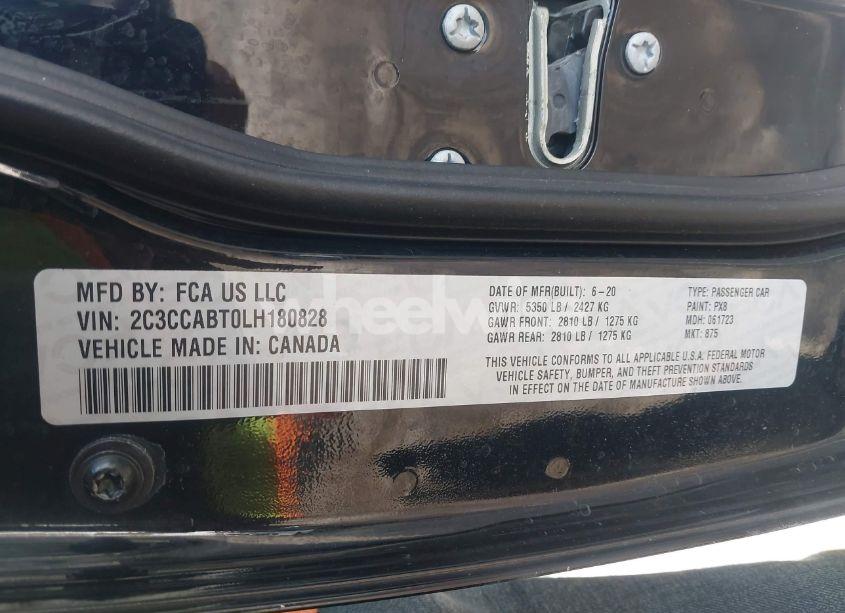 MFD BY: FCA US LLC
VIN: 2C3CCABT0LH180828
VEHICLE MADE IN: CANADA
DATE OF MFR(BUILT): 6-20
GVWR: 5350 LB / 2427 KG
GAWR FRONT: 2810 LB / 1275 KG
GAWR REAR: 2810 LB / 1275 KG
TYPE: PASSENGER CAR
PAINT: PX8
MDH: 061723
MKT: 875
THIS VEHICLE CONFORMS TO ALL APPLICABLE U.S.A. FEDERAL MOTOR
VEHICLE SAFETY, BUMPER, AND THEFT PREVENTION STANDARDS
IN EFFECT ON THE DATE OF MANUFACTURE SHOWN ABOVE.